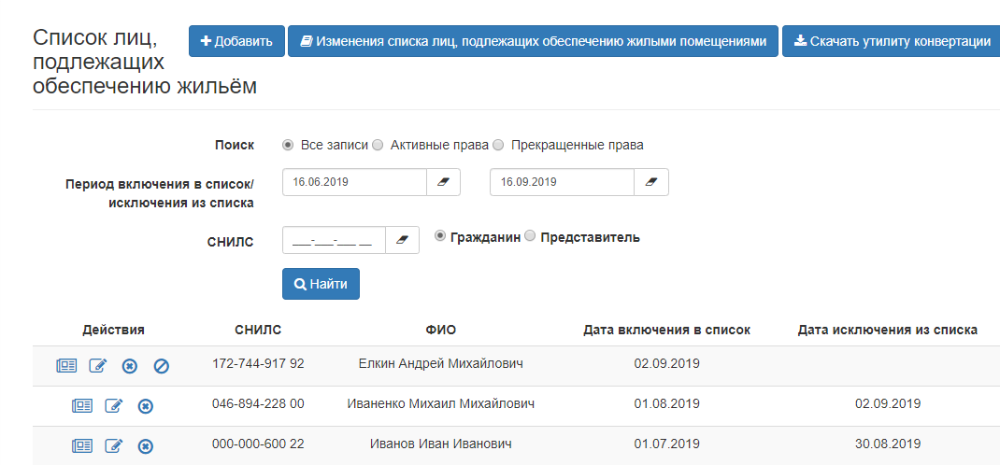 Список лиц,
подлежащих
обеспечению жильём
Добавить
Изменения списка лиц, подлежащих обеспечению жилыми помещениями
Скачать утилиту конвертации
Поиск Все записи Активные права Прекращенные права
Период включения в список/ 16.06.2019 16.09.2019
исключения из списка
СНИЛС ___-___-___ __ Гражданин Представитель
Найти
Действия СНИЛС ФИО Дата включения в список Дата исключения из списка
172-744-917 92 Елкин Андрей Михайлович 02.09.2019
046-894-228 00 Иваненко Михаил Михайлович 01.08.2019 02.09.2019
000-000-600 22 Иванов Иван Иванович 01.07.2019 30.08.2019